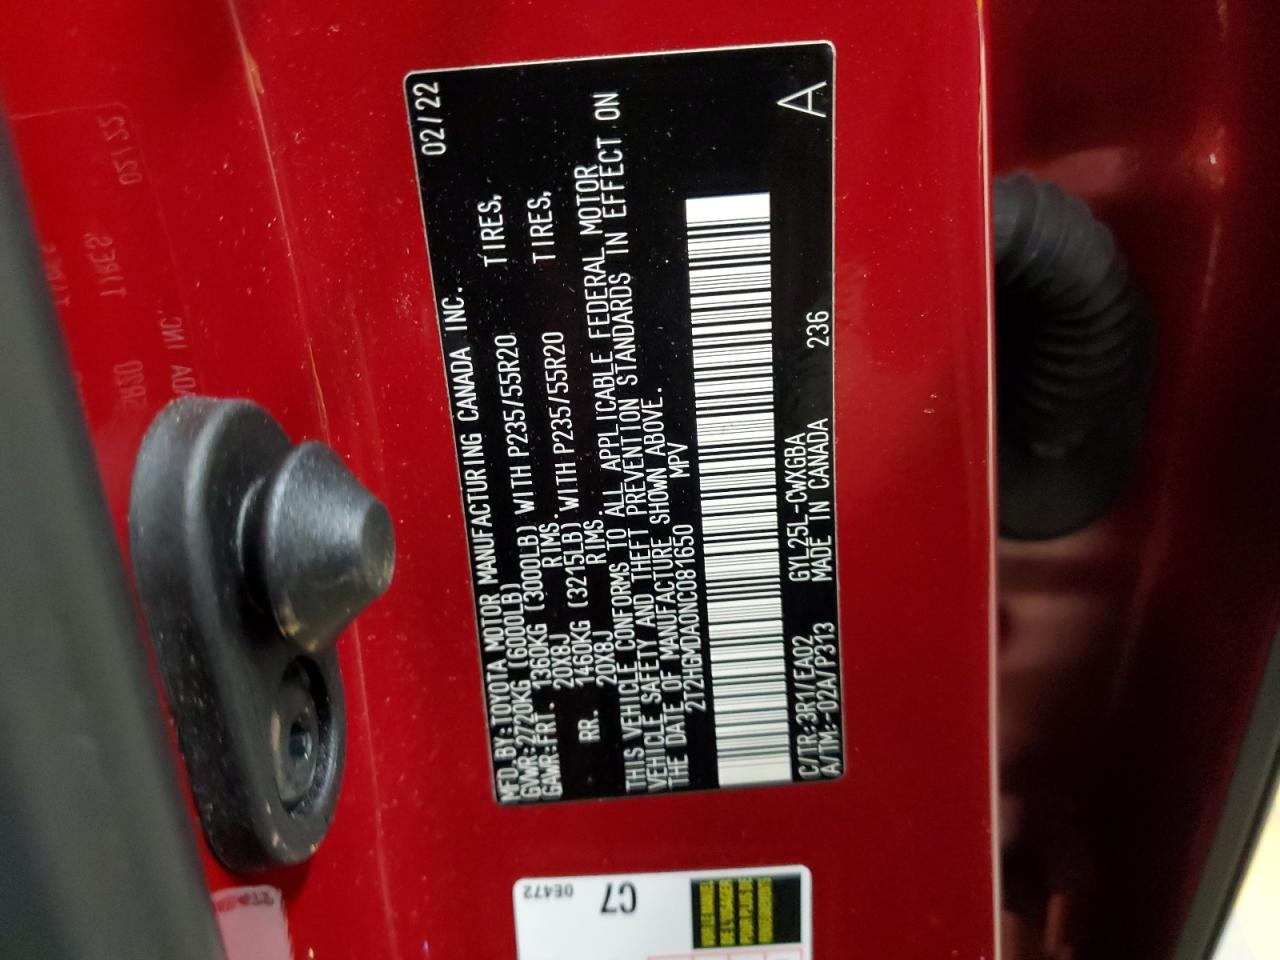 MFD.BY:TOYOTA MOTOR MANUFACTURING CANADA INC. 02/22
GVWR:2720KG (6000LB)
GAWR:FRT. 1360KG (3000LB) WITH P235/55R20 TIRES,
20X8J RIMS.
RR. 1460KG (3215LB) WITH P235/55R20 TIRES,
20X8J RIMS.
THIS VEHICLE CONFORMS TO ALL APPLICABLE FEDERAL MOTOR
VEHICLE SAFETY AND THEFT PREVENTION STANDARDS IN EFFECT ON
THE DATE OF MANUFACTURE SHOWN ABOVE.
2T2HGMDA0NC081650 MPV
C/TR:3R1/EA02 GYL25L-CWXGBA
A/TM:-02A/P313 MADE IN CANADA 236 A
C7
0E472